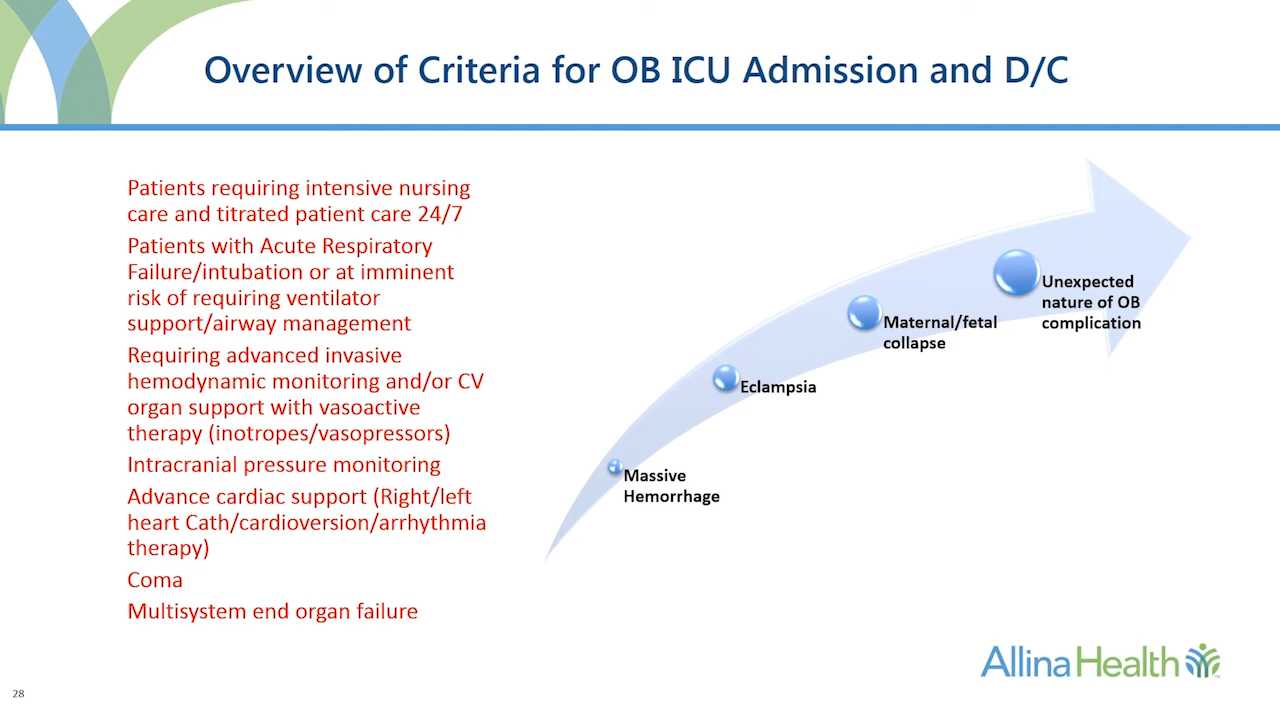 Overview of Criteria for OB ICU Admission and D/C
Patients requiring intensive nursing
care and titrated patient care 24/7
Patients with Acute Respiratory
Failure/intubation or at imminent
risk of requiring ventilator
support/airway management
Requiring advanced invasive
hemodynamic monitoring and/or CV
organ support with vasoactive
therapy (inotropes/vasopressors)
Intracranial pressure monitoring
Advance cardiac support (Right/left
heart Cath/cardioversion/arrhythmia
therapy)
Coma
Multisystem end organ failure
Massive
Hemorrhage
Eclampsia
Maternal/fetal
collapse
Unexpected
nature of OB
complication
Allina Health
28